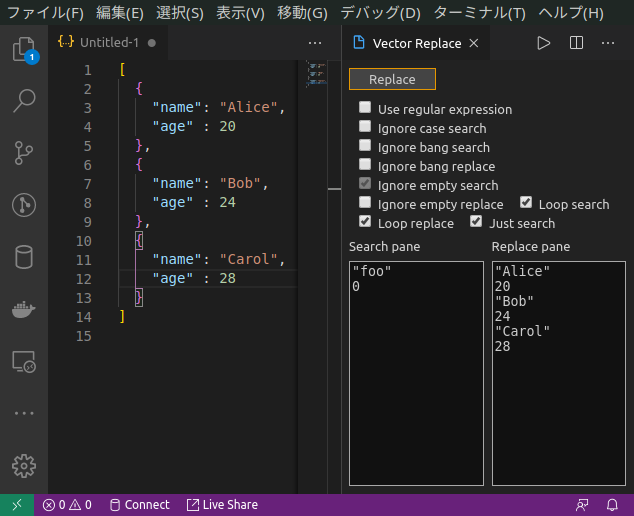 ファイル(F) 編集(E) 選択(S) 表示(V) 移動(G) デバッグ(D) ターミナル(T) ヘルプ(H)
1
{..} Untitled-1 ● ...
1 [
2 {
3 "name": "Alice",
4 "age" : 20
5 },
6 {
7 "name": "Bob",
8 "age" : 24
9 },
10 {
11 "name": "Carol",
12 "age" : 28
13 }
14 ]
15
Vector Replace × ...
Replace
Use regular expression
Ignore case search
Ignore bang search
Ignore bang replace
Ignore empty search
Ignore empty replace Loop search
Loop replace Just search
Search pane
"foo"
0
Replace pane
"Alice"
20
"Bob"
24
"Carol"
28
0 0 Connect Live Share